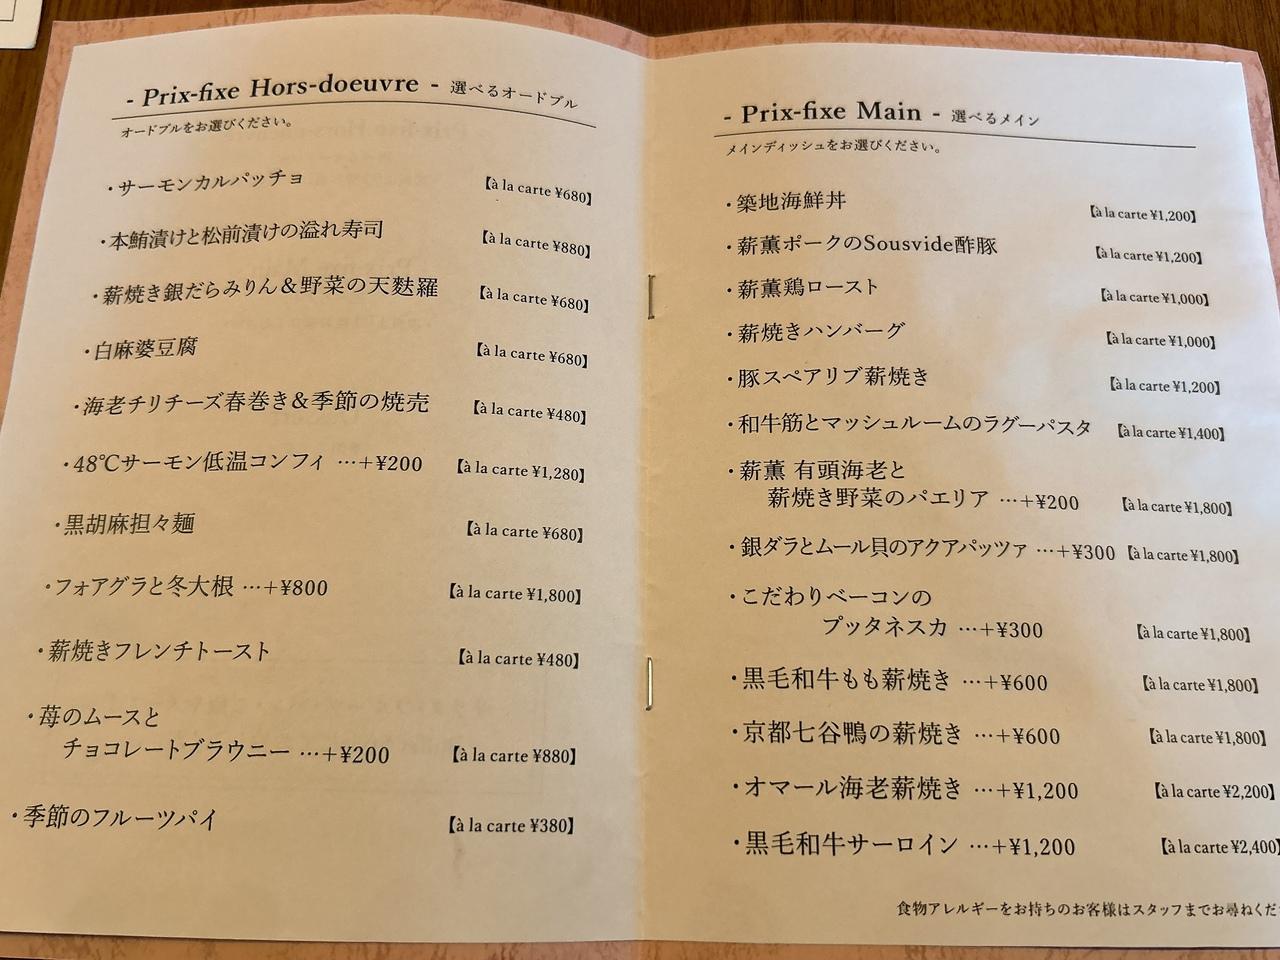 - Prix-fixe Hors-doeuvre - 選べるオードブル
オードブルをお選びください。
・サーモンカルパッチョ 【à la carte ¥680】
・本鮪漬けと松前漬けの溢れ寿司 【à la carte ¥880】
・薪焼き銀だらみりん＆野菜の天麩羅 【à la carte ¥680】
・白麻婆豆腐 【à la carte ¥680】
・海老チリチーズ春巻き＆季節の焼売 【à la carte ¥480】
・48℃サーモン低温コンフィ …+¥200 【à la carte ¥1,280】
・黒胡麻担々麺 【à la carte ¥680】
・フォアグラと冬大根 …+¥800 【à la carte ¥1,800】
・薪焼きフレンチトースト 【à la carte ¥480】
・苺のムースと
チョコレートブラウニー …+¥200 【à la carte ¥880】
・季節のフルーツパイ 【à la carte ¥380】
- Prix-fixe Main - 選べるメイン
メインディッシュをお選びください。
・築地海鮮丼 【à la carte ¥1,200】
・薪薫ポークのSousvide酢豚 【à la carte ¥1,200】
・薪薫鶏ロースト 【à la carte ¥1,000】
・薪焼きハンバーグ 【à la carte ¥1,000】
・豚スペアリブ薪焼き 【à la carte ¥1,200】
・和牛筋とマッシュルームのラグーパスタ 【à la carte ¥1,400】
・薪薫 有頭海老と
薪焼き野菜のパエリア …+¥200 【à la carte ¥1,800】
・銀ダラとムール貝のアクアパッツァ …+¥300 【à la carte ¥1,800】
・こだわりベーコンの
プッタネスカ …+¥300 【à la carte ¥1,800】
・黒毛和牛もも薪焼き …+¥600 【à la carte ¥1,800】
・京都七谷鴨の薪焼き …+¥600 【à la carte ¥1,800】
・オマール海老薪焼き …+¥1,200 【à la carte ¥2,200】
・黒毛和牛サーロイン …+¥1,200 【à la carte ¥2,400】
食物アレルギーをお持ちのお客様はスタッフまでお尋ねくだ